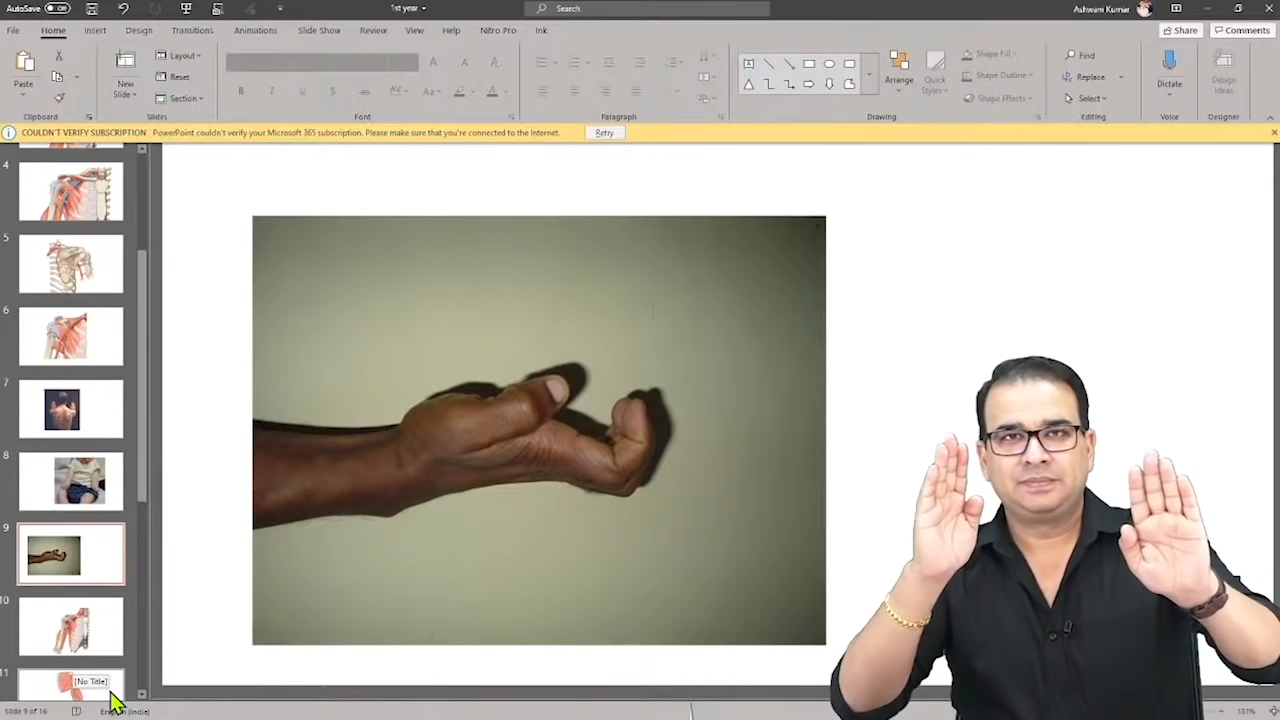 AutoSave Off 1st year Search Ashwani Kumar
File Home Insert Design Transitions Animations Slide Show Review View Help Nitro Pro Ink Share Comments
Paste New Slide Layout Reset Section Arrange Quick Styles Shape Fill Shape Outline Shape Effects Find Replace Select Dictate Design Ideas
Clipboard Slides Font Paragraph Drawing Editing Voice Designer
COULDN'T VERIFY SUBSCRIPTION PowerPoint couldn't verify your Microsoft 365 subscription. Please make sure that you're connected to the Internet. Retry
4
5
6
7
8
9
10
11
[No Title]
Slide 9 of 16 English (India) 131%